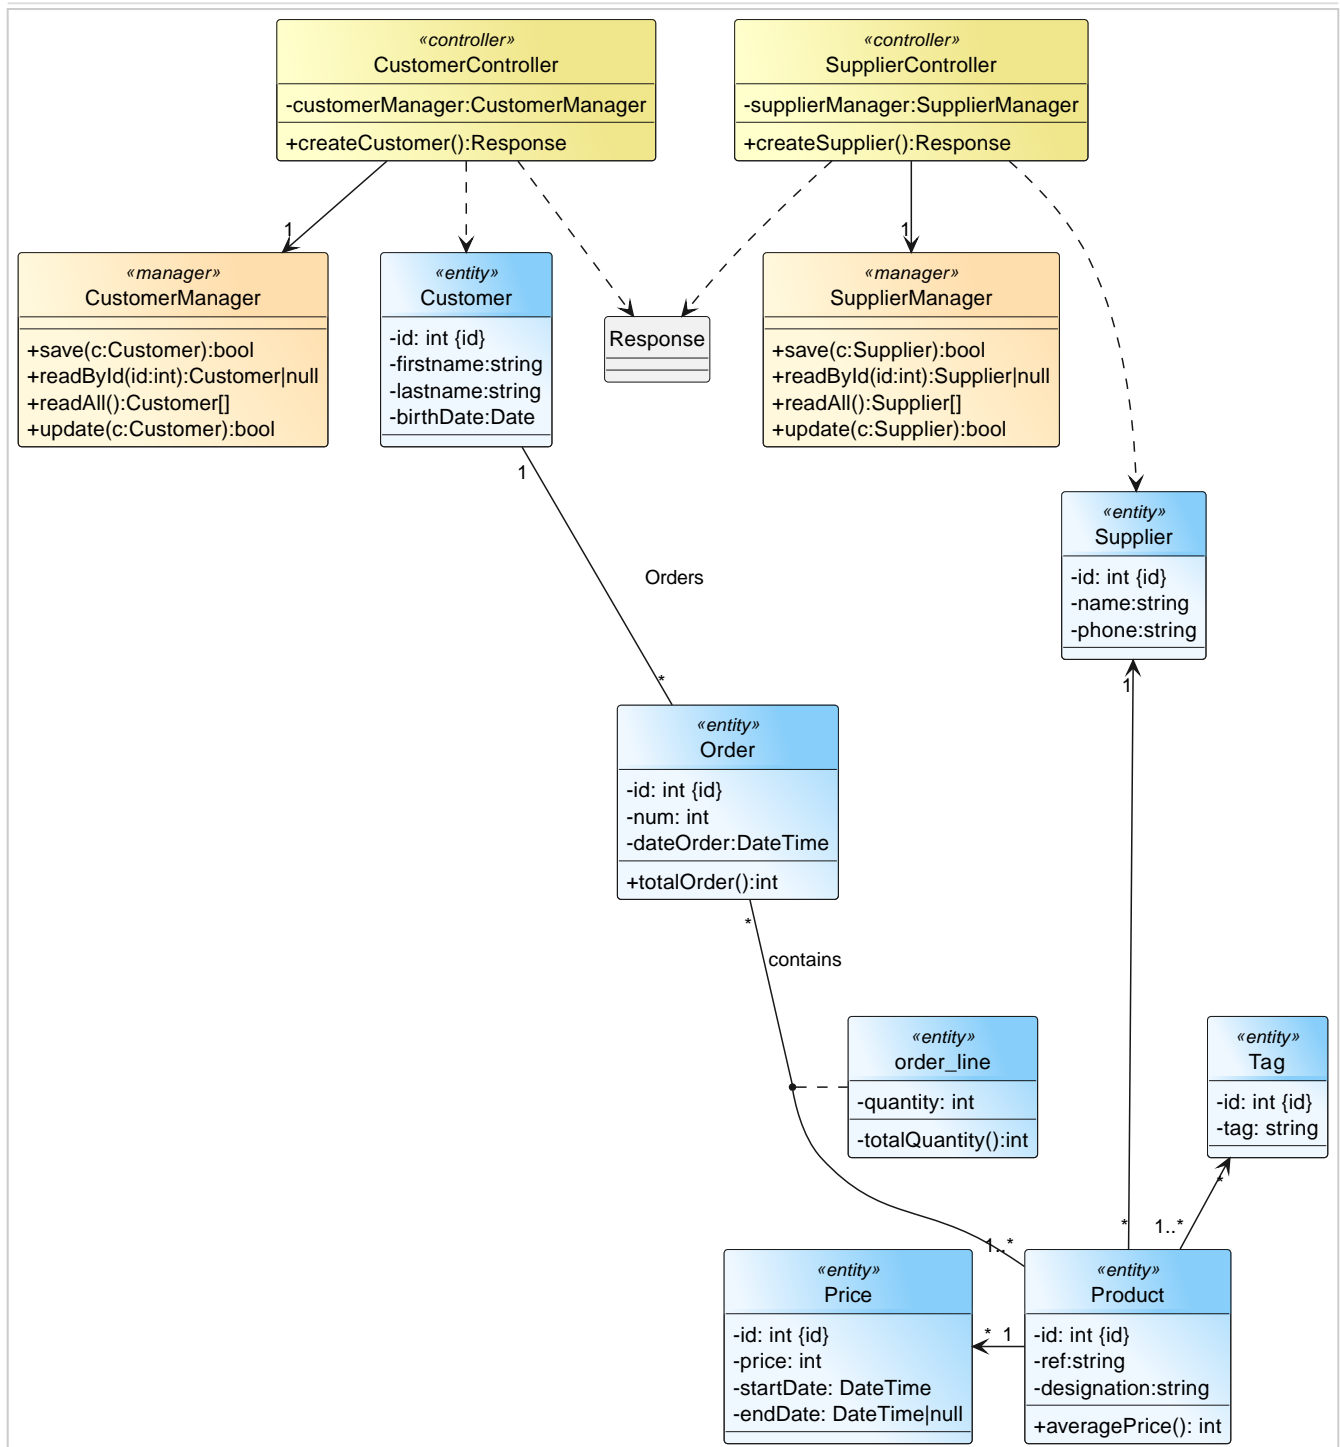 «controller»
CustomerController
-customerManager:CustomerManager
+createCustomer():Response
«controller»
SupplierController
-supplierManager:SupplierManager
+createSupplier():Response
1
1
«manager»
CustomerManager
+save(c:Customer):bool
+readById(id:int):Customer|null
+readAll():Customer[]
+update(c:Customer):bool
«entity»
Customer
-id: int {id}
-firstname:string
-lastname:string
-birthDate:Date
Response
«manager»
SupplierManager
+save(c:Supplier):bool
+readById(id:int):Supplier|null
+readAll():Supplier[]
+update(c:Supplier):bool
1
Orders
*
«entity»
Supplier
-id: int {id}
-name:string
-phone:string
1
«entity»
Order
-id: int {id}
-num: int
-dateOrder:DateTime
+totalOrder():int
*
contains
«entity»
order_line
-quantity: int
-totalQuantity():int
«entity»
Tag
-id: int {id}
-tag: string
*
1..*
*
1..*
«entity»
Price
-id: int {id}
-price: int
-startDate: DateTime
-endDate: DateTime|null
* 1
«entity»
Product
-id: int {id}
-ref:string
-designation:string
+averagePrice(): int